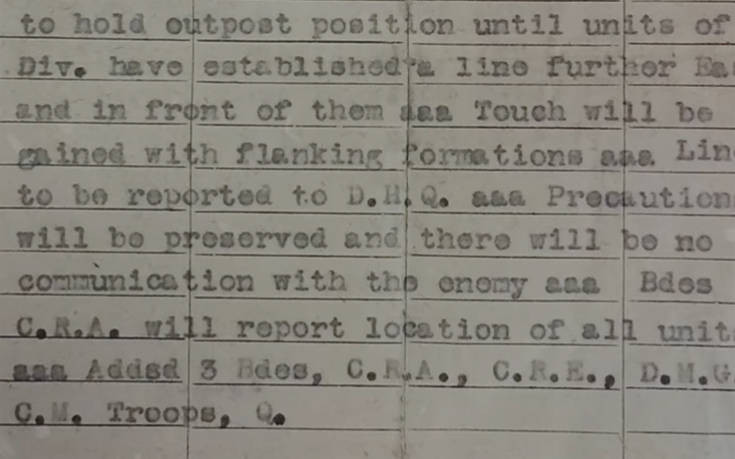 to hold outpost position until units of
Div. have established a line further Ea
and in front of them aaa Touch will be
gained with flanking formations aaa Lin
to be reported to D.H.Q. aaa Precaution
will be preserved and there will be no
communication with the enemy aaa Bdes
C.R.A. will report location of all unit
aaa Addsd 3 Bdes, C.R.A., C.R.E., D.M.G
C.M. Troops, Q.